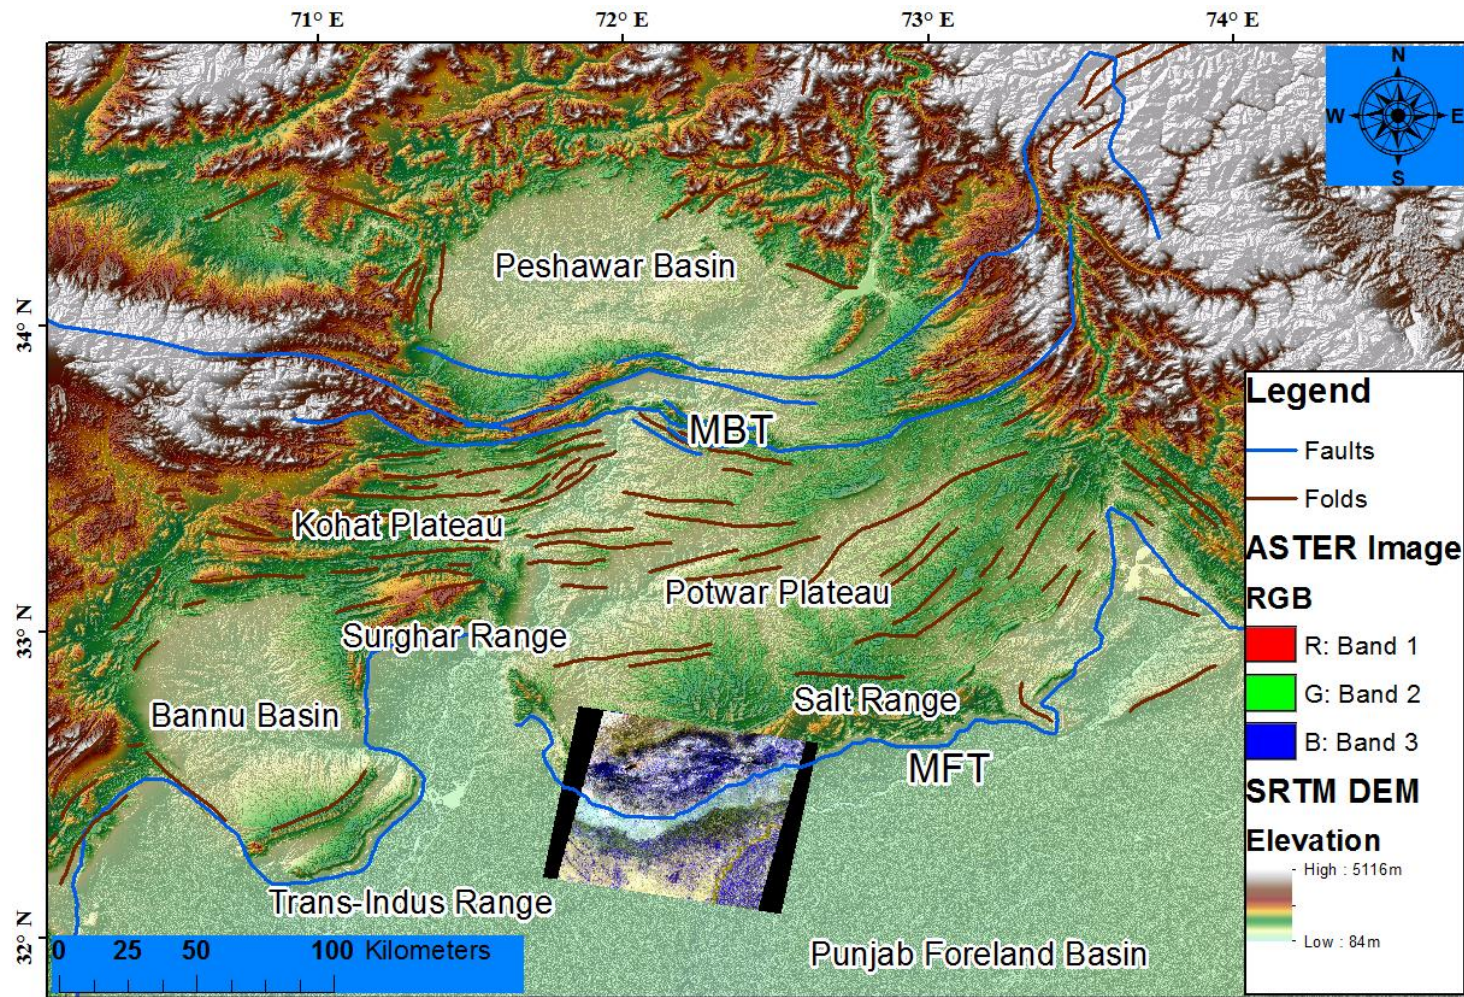 71° E 72° E 73° E 74° E
N
W E
S
Peshawar Basin
34° N
MBT
Kohat Plateau
Potwar Plateau
33° N
Surghar Range
Bannu Basin
Salt Range
MFT
Trans-Indus Range
32° N
Punjab Foreland Basin
0 25 50 100 Kilometers
Legend
Faults
Folds
ASTER Image
RGB
R: Band 1
G: Band 2
B: Band 3
SRTM DEM
Elevation
High : 5116m
Low : 84m